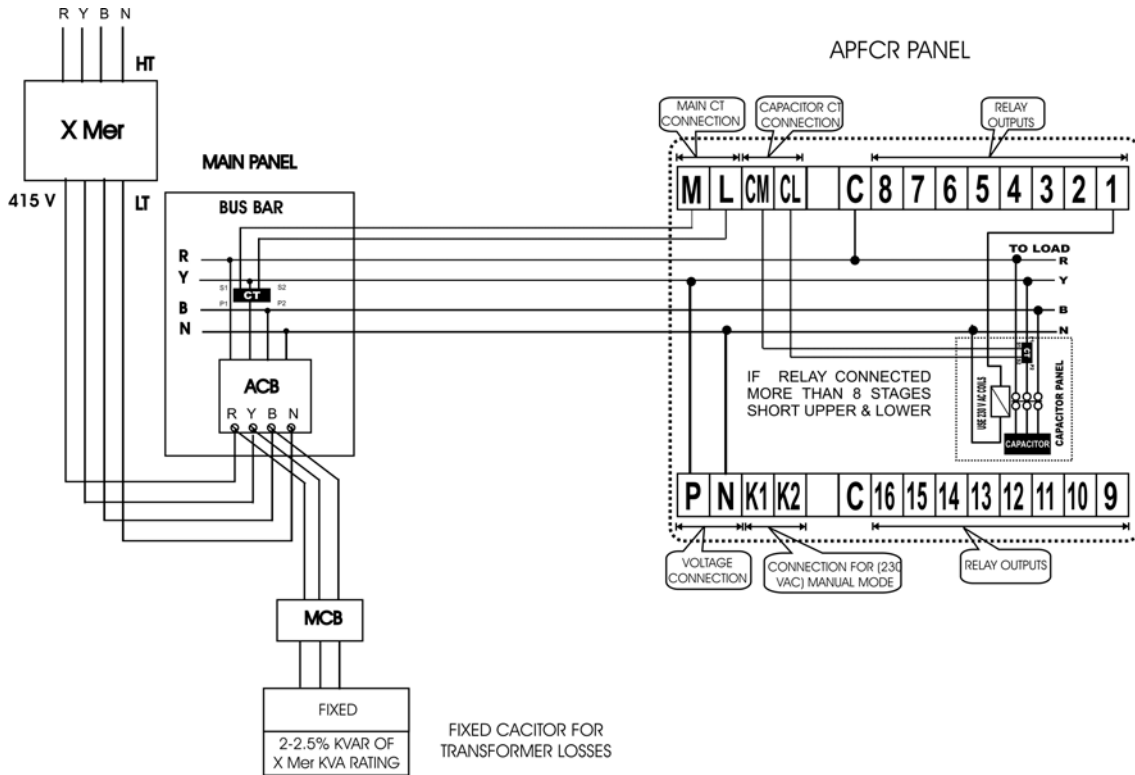 R Y B N
HT
X Mer
415 V
LT
MAIN PANEL
BUS BAR
R
Y
B
N
S1
S2
CT
P1
P2
ACB
R Y B N
MCB
FIXED
2-2.5% KVAR OF
X Mer KVA RATING
FIXED CACITOR FOR
TRANSFORMER LOSSES
APFCR PANEL
MAIN CT
CONNECTION
CAPACITOR CT
CONNECTION
RELAY
OUTPUTS
M L CM CL C 8 7 6 5 4 3 2 1
TO LOAD
R
Y
B
N
IF RELAY CONNECTED
MORE THAN 8 STAGES
SHORT UPPER & LOWER
USE 230 V AC COILS
CT
CAPACITOR
CAPACITOR PANEL
P N K1 K2 C 16 15 14 13 12 11 10 9
VOLTAGE
CONNECTION
CONNECTION FOR (230
VAC) MANUAL MODE
RELAY OUTPUTS